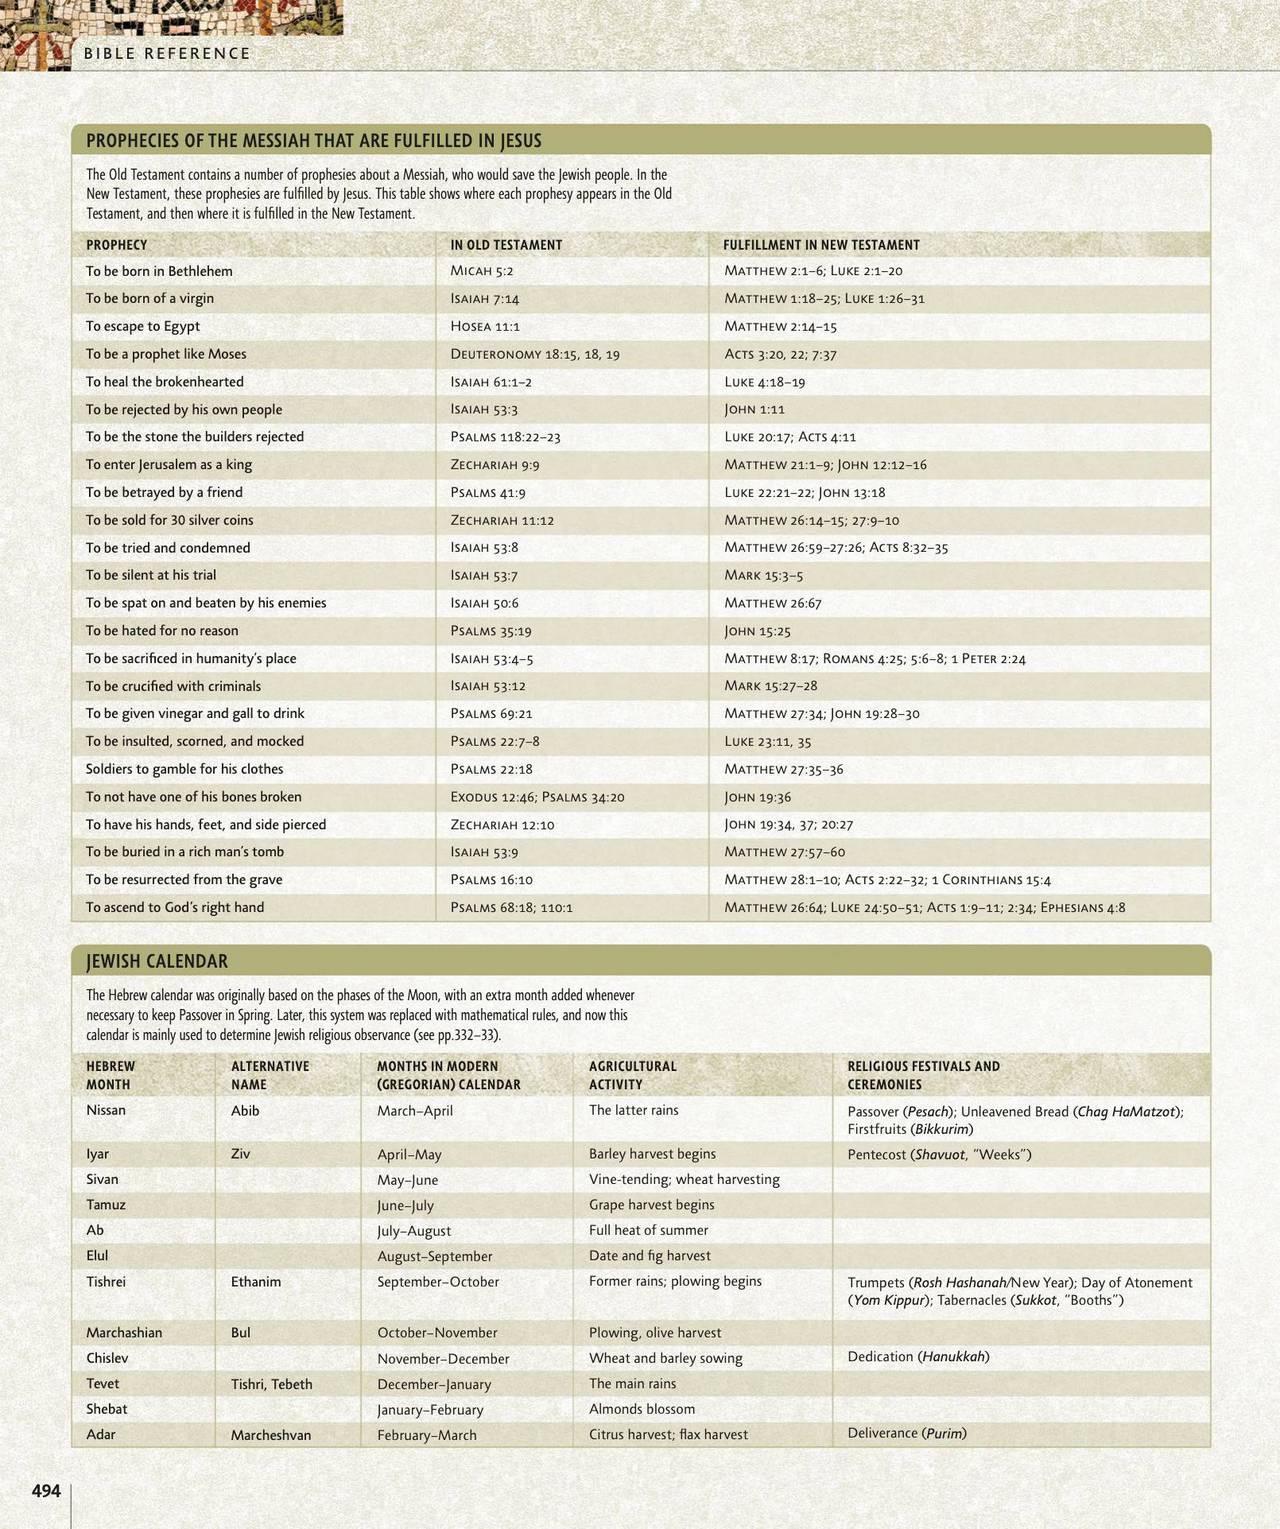 BIBLE REFERENCE
PROPHECIES OF THE MESSIAH THAT ARE FULFILLED IN JESUS
The Old Testament contains a number of prophesies about a Messiah, who would save the Jewish people. In the
New Testament, these prophesies are fulfilled by Jesus. This table shows where each prophesy appears in the Old
Testament, and then where it is fulfilled in the New Testament.
PROPHECY IN OLD TESTAMENT FULFILLMENT IN NEW TESTAMENT
To be born in Bethlehem MICAH 5:2 MATTHEW 2:1–6; LUKE 2:1–20
To be born of a virgin ISAIAH 7:14 MATTHEW 1:18–25; LUKE 1:26–31
To escape to Egypt HOSEA 11:1 MATTHEW 2:14–15
To be a prophet like Moses DEUTERONOMY 18:15, 18, 19 ACTS 3:20, 22; 7:37
To heal the brokenhearted ISAIAH 61:1–2 LUKE 4:18–19
To be rejected by his own people ISAIAH 53:3 JOHN 1:11
To be the stone the builders rejected PSALMS 118:22–23 LUKE 20:17; ACTS 4:11
To enter Jerusalem as a king ZECHARIAH 9:9 MATTHEW 21:1–9; JOHN 12:12–16
To be betrayed by a friend PSALMS 41:9 LUKE 22:21–22; JOHN 13:18
To be sold for 30 silver coins ZECHARIAH 11:12 MATTHEW 26:14–15; 27:9–10
To be tried and condemned ISAIAH 53:8 MATTHEW 26:59–27:26; ACTS 8:32–35
To be silent at his trial ISAIAH 53:7 MARK 15:3–5
To be spat on and beaten by his enemies ISAIAH 50:6 MATTHEW 26:67
To be hated for no reason PSALMS 35:19 JOHN 15:25
To be sacrificed in humanity's place ISAIAH 53:4–5 MATTHEW 8:17; ROMANS 4:25; 5:6–8; 1 PETER 2:24
To be crucified with criminals ISAIAH 53:12 MARK 15:27–28
To be given vinegar and gall to drink PSALMS 69:21 MATTHEW 27:34; JOHN 19:28–30
To be insulted, scorned, and mocked PSALMS 22:7–8 LUKE 23:11, 35
Soldiers to gamble for his clothes PSALMS 22:18 MATTHEW 27:35–36
To not have one of his bones broken EXODUS 12:46; PSALMS 34:20 JOHN 19:36
To have his hands, feet, and side pierced ZECHARIAH 12:10 JOHN 19:34, 37; 20:27
To be buried in a rich man's tomb ISAIAH 53:9 MATTHEW 27:57–60
To be resurrected from the grave PSALMS 16:10 MATTHEW 28:1–10; ACTS 2:22–32; 1 CORINTHIANS 15:4
To ascend to God's right hand PSALMS 68:18; 110:1 MATTHEW 26:64; LUKE 24:50–51; ACTS 1:9–11; 2:34; EPHESIANS 4:8
JEWISH CALENDAR
The Hebrew calendar was originally based on the phases of the Moon, with an extra month added whenever
necessary to keep Passover in Spring. Later, this system was replaced with mathematical rules, and now this
calendar is mainly used to determine Jewish religious observance (see pp.332–33).
HEBREW ALTERNATIVE MONTHS IN MODERN AGRICULTURAL RELIGIOUS FESTIVALS AND
MONTH NAME (GREGORIAN) CALENDAR ACTIVITY CEREMONIES
Nissan Abib March–April The latter rains Passover (Pesach); Unleavened Bread (Chag HaMatzot);
Firstfruits (Bikkurim)
Iyar Ziv April–May Barley harvest begins Pentecost (Shavuot, "Weeks")
Sivan May–June Vine-tending; wheat harvesting
Tamuz June–July Grape harvest begins
Ab July–August Full heat of summer
Elul August–September Date and fig harvest
Tishrei Ethanim September–October Former rains; plowing begins Trumpets (Rosh Hashanah/New Year); Day of Atonement
(Yom Kippur); Tabernacles (Sukkot, "Booths")
Marchashian Bul October–November Plowing, olive harvest
Chislev November–December Wheat and barley sowing Dedication (Hanukkah)
Tevet Tishri, Tebeth December–January The main rains
Shebat January–February Almonds blossom
Adar Marcheshvan February–March Citrus harvest; flax harvest Deliverance (Purim)
494